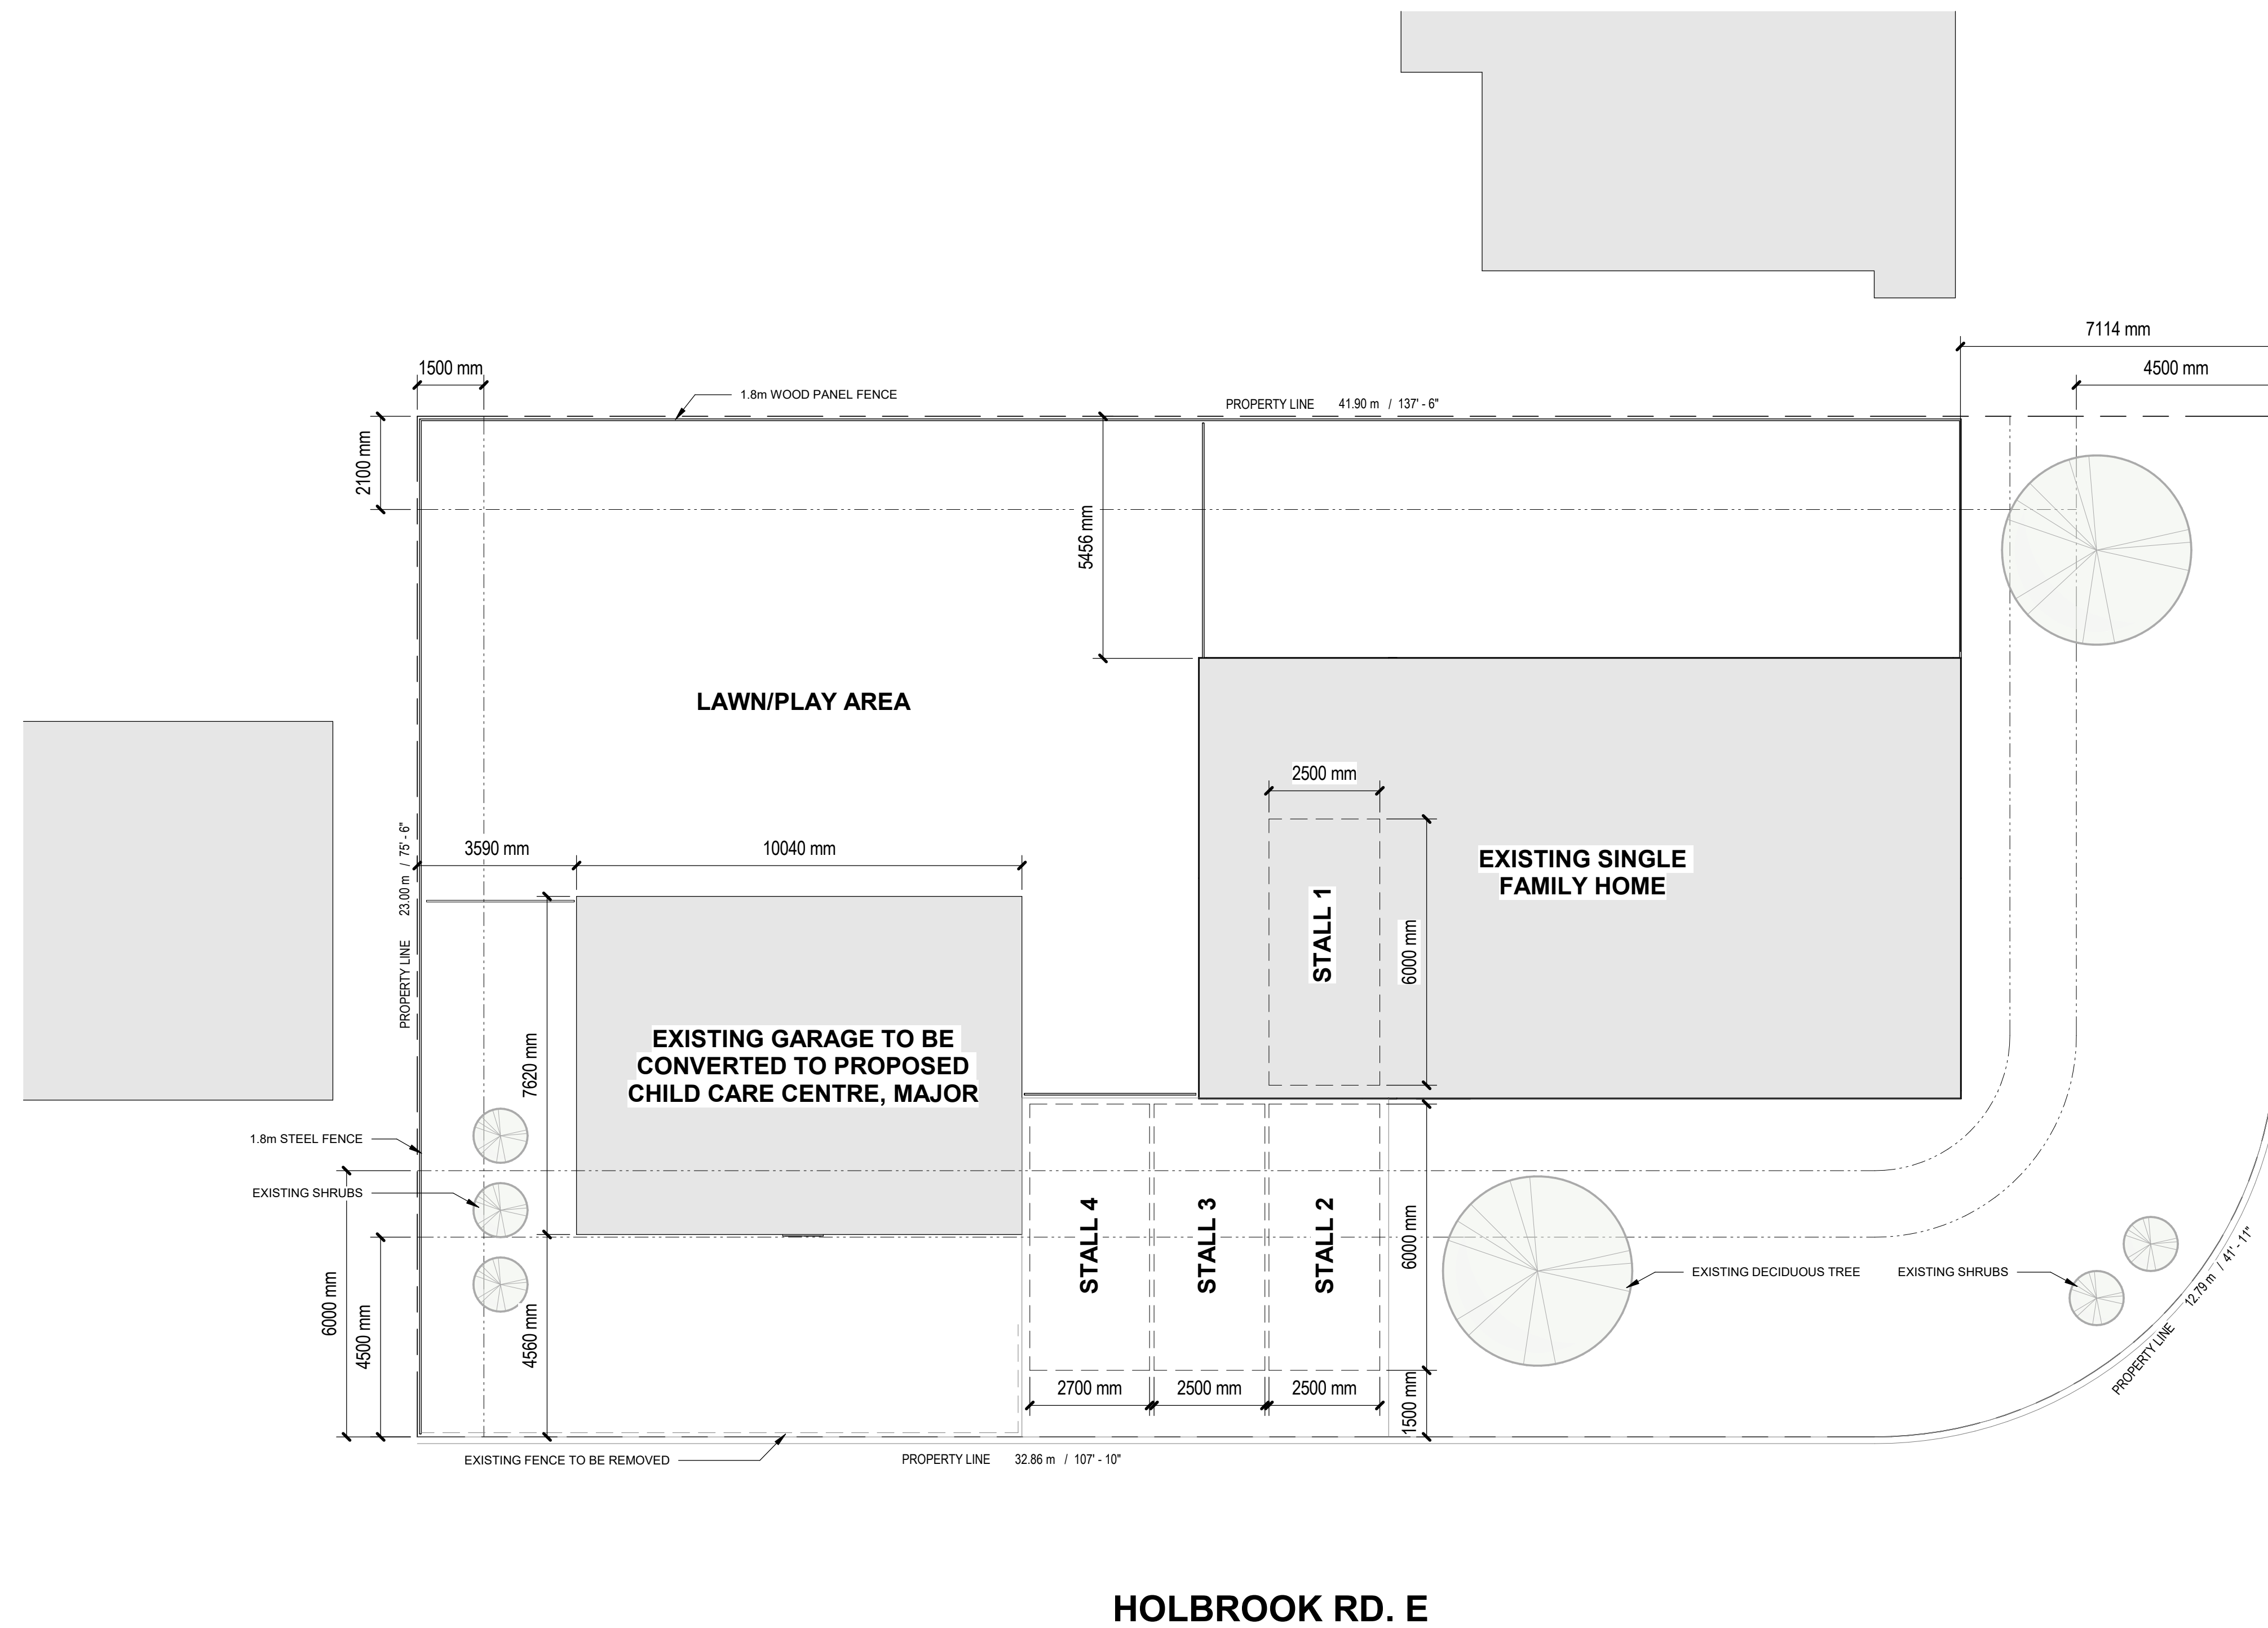 7114 mm
1500 mm
4500 mm
1.8m WOOD PANEL FENCE
PROPERTY LINE 41.90 m / 137' - 6"
2100 mm
5456 mm
LAWN/PLAY AREA
2500 mm
3590 mm
10040 mm
PROPERTY LINE 23.00 m / 75' - 6"
EXISTING SINGLE
FAMILY HOME
STALL 1
6000 mm
EXISTING GARAGE TO BE
CONVERTED TO PROPOSED
CHILD CARE CENTRE, MAJOR
7620 mm
1.8m STEEL FENCE
EXISTING SHRUBS
STALL 4
STALL 3
STALL 2
6000 mm
EXISTING DECIDUOUS TREE
EXISTING SHRUBS
PROPERTY LINE 12.79 m / 41' - 11"
6000 mm
4500 mm
4560 mm
2700 mm
2500 mm
2500 mm
1500 mm
EXISTING FENCE TO BE REMOVED
PROPERTY LINE 32.86 m / 107' - 10"
HOLBROOK RD. E